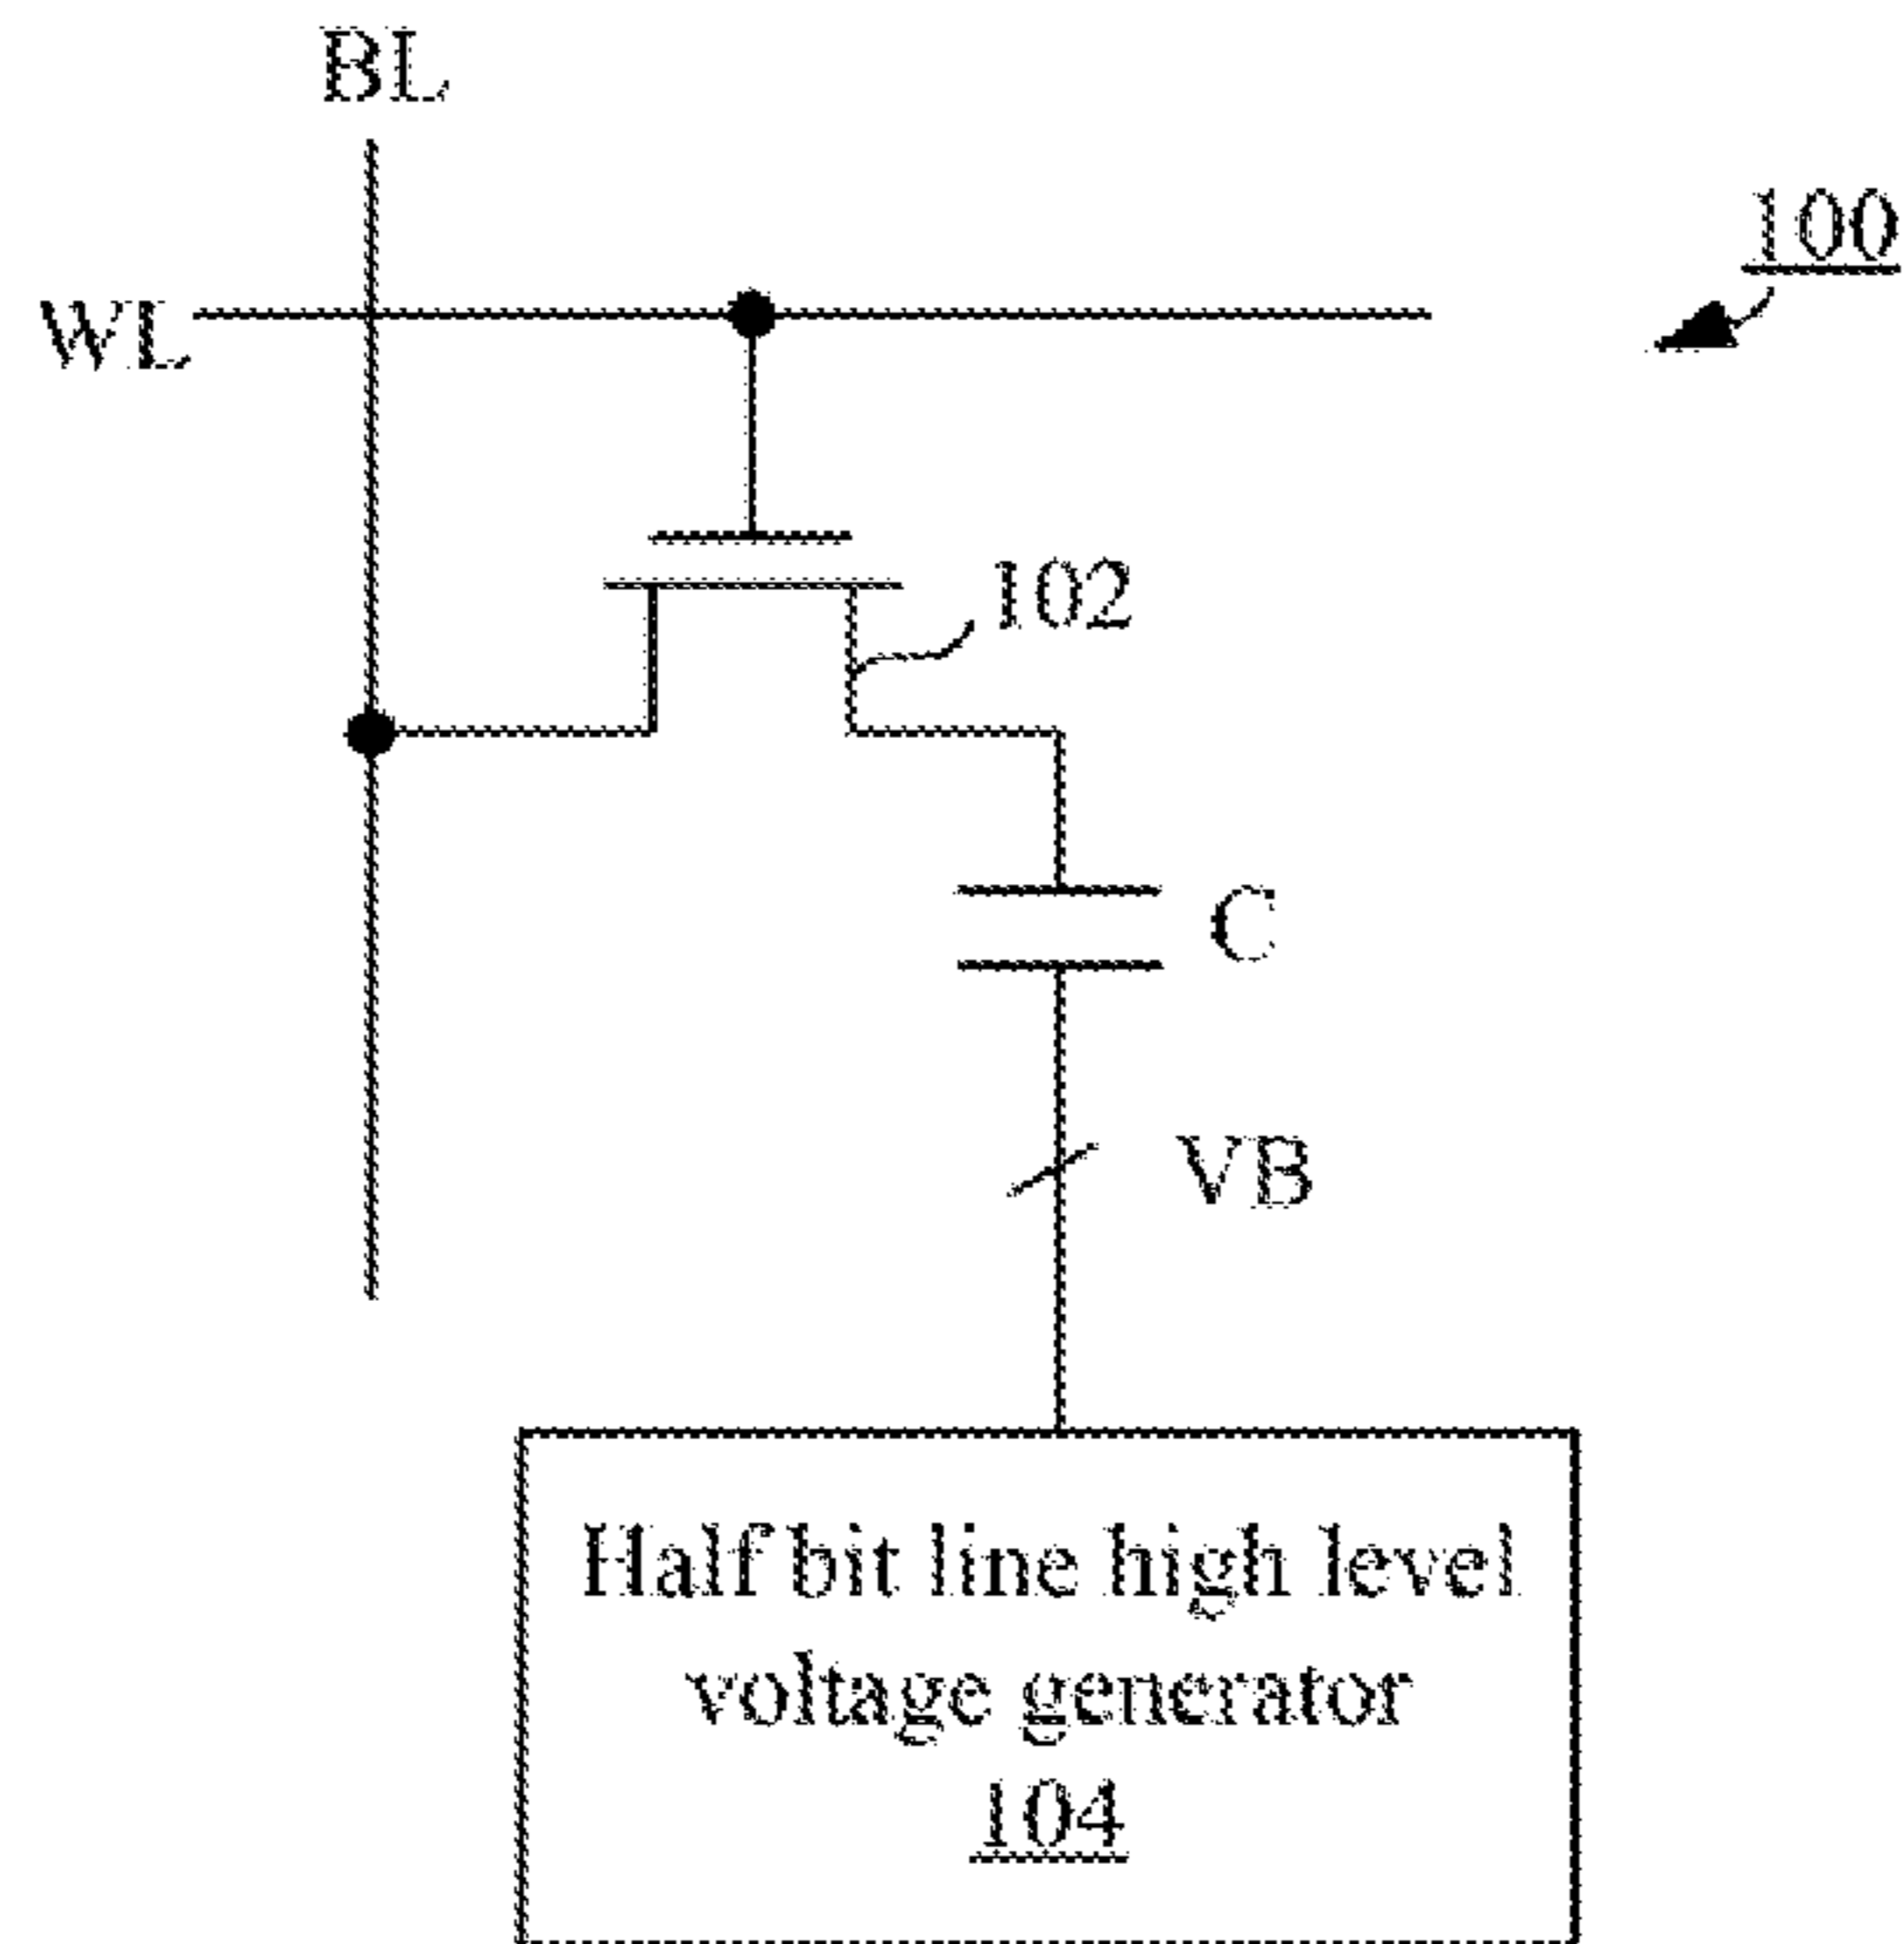 BL
100
WL
102
C
VB
Half bit line high level
voltage generator
104